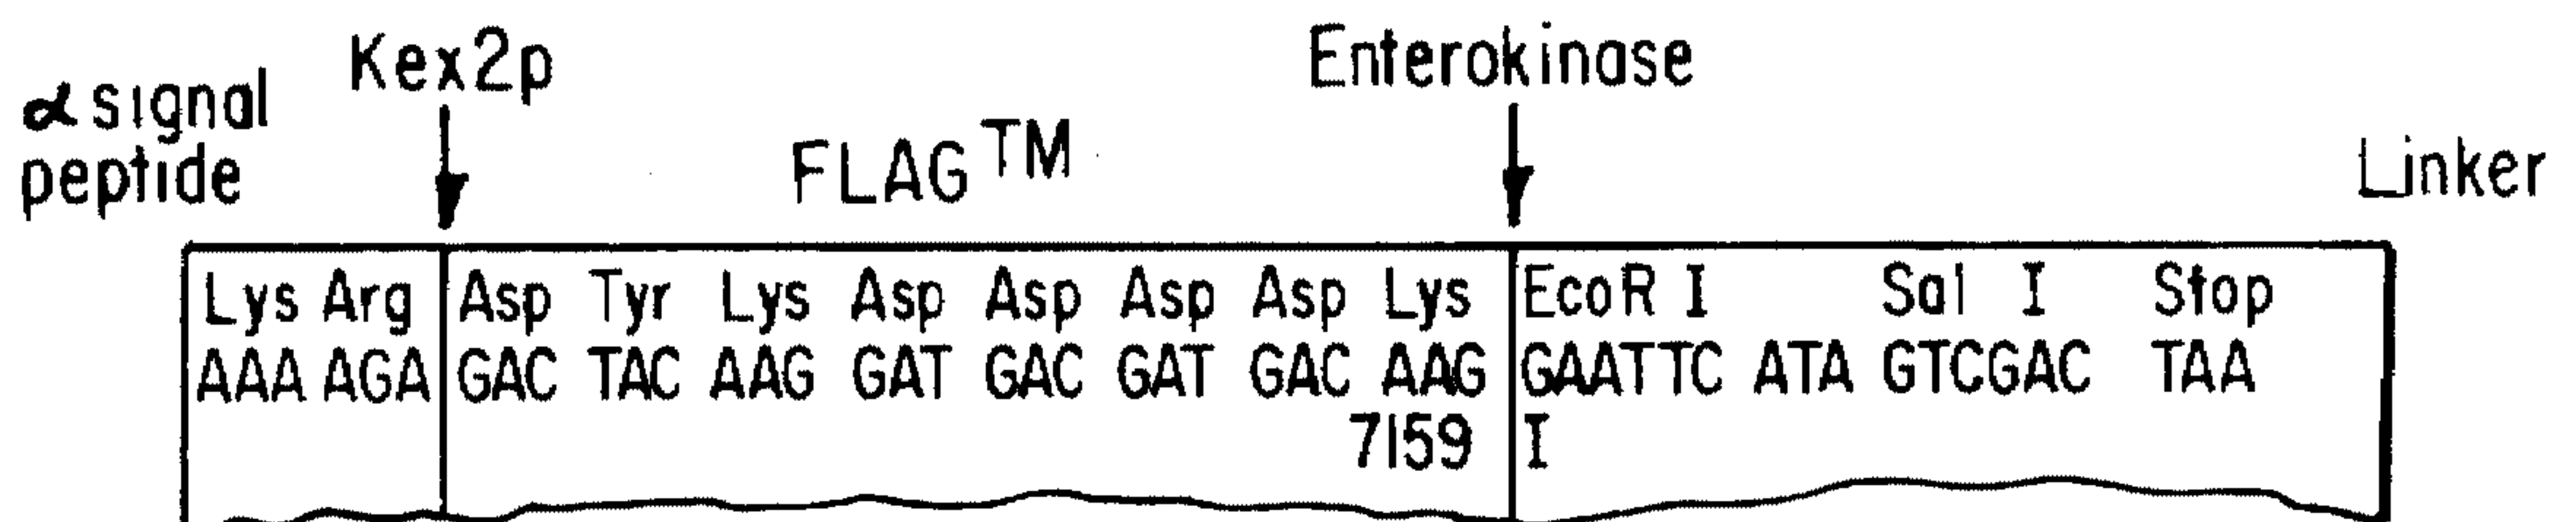 α signal peptide
Kex2p
FLAG™
Enterokinase
Linker
Lys Arg Asp Tyr Lys Asp Asp Asp Asp Lys EcoR I Sal I Stop
AAA AGA GAC TAC AAG GAT GAC GAT GAC AAG GAATTC ATA GTCGAC TAA
7159 I